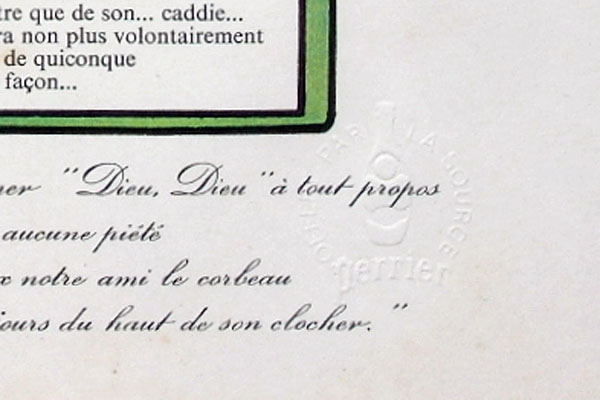 tre que de son... caddie...
ra non plus volontairement
de quiconque
façon...
"Dieu, Dieu" à tout propos
aucune piété
notre ami le corbeau
du haut de son clocher."
PAR LA SOURCE
perrier